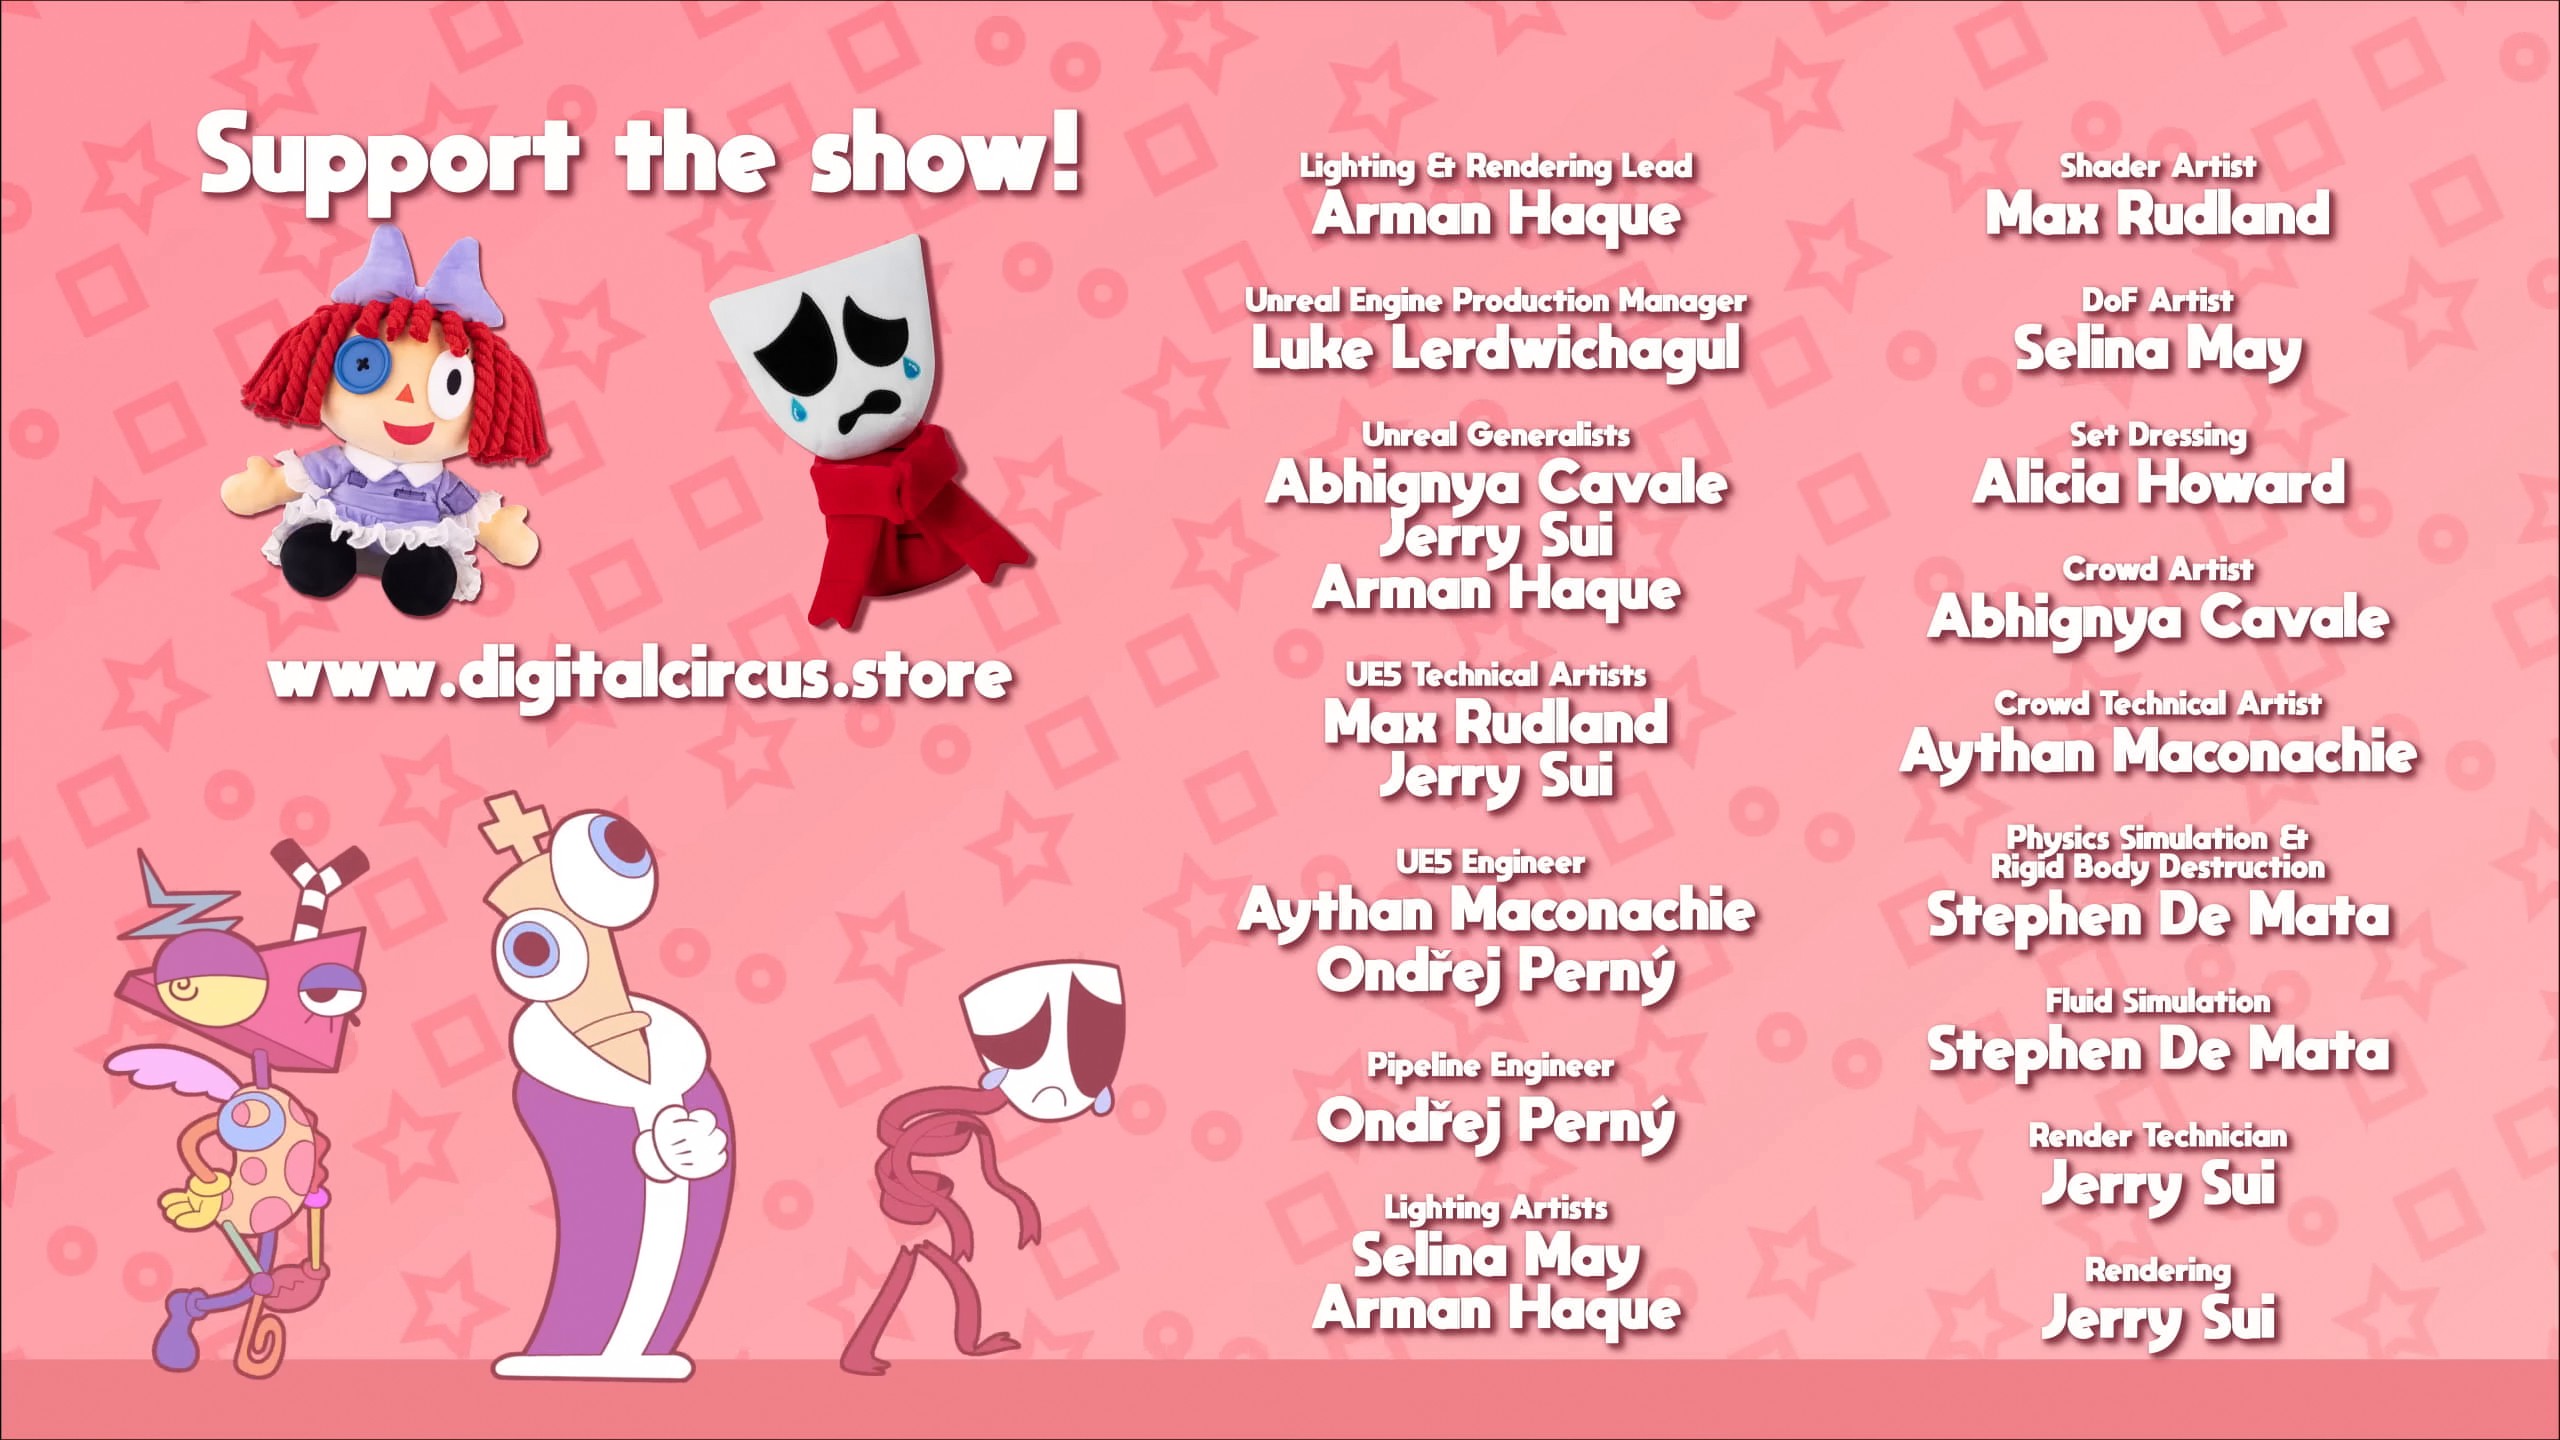 Support the show!
www.digitalcircus.store
Lighting & Rendering Lead
Arman Haque
Unreal Engine Production Manager
Luke Lerdwichagul
Unreal Generalists
Abhignya Cavale
Jerry Sui
Arman Haque
UE5 Technical Artists
Max Rudland
Jerry Sui
UE5 Engineer
Aythan Maconachie
Ondřej Perný
Pipeline Engineer
Ondřej Perný
Lighting Artists
Selina May
Arman Haque
Shader Artist
Max Rudland
DoF Artist
Selina May
Set Dressing
Alicia Howard
Crowd Artist
Abhignya Cavale
Crowd Technical Artist
Aythan Maconachie
Physics Simulation &
Rigid Body Destruction
Stephen De Mata
Fluid Simulation
Stephen De Mata
Render Technician
Jerry Sui
Rendering
Jerry Sui